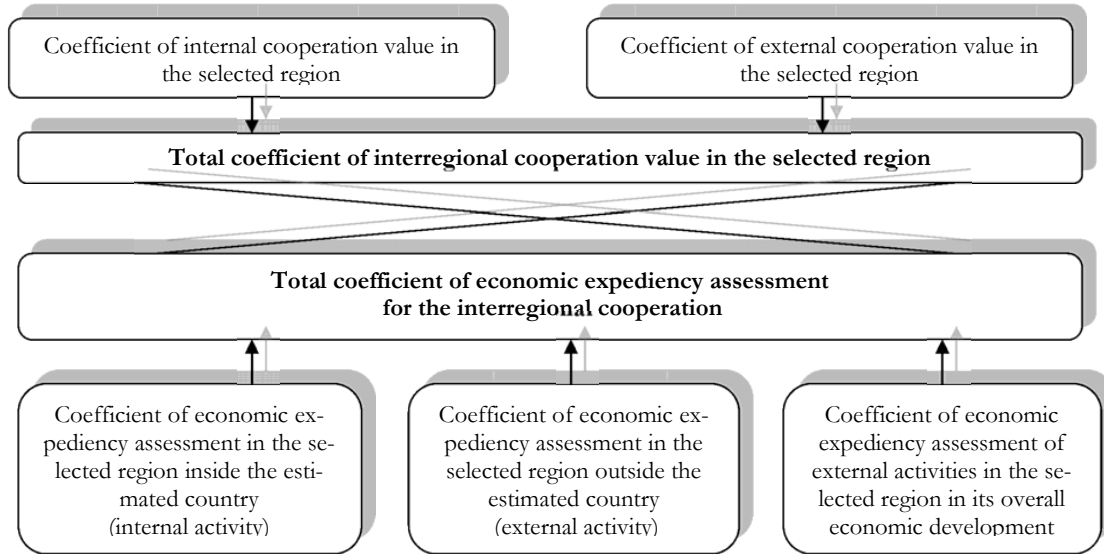 Coefficient of internal cooperation value in
the selected region
Coefficient of external cooperation value in
the selected region
Total coefficient of interregional cooperation value in the selected region
Total coefficient of economic expediency assessment
for the interregional cooperation
Coefficient of economic ex-
pediency assessment in the se-
lected region inside the esti-
mated country
(internal activity)
Coefficient of economic ex-
pediency assessment in the
selected region outside the
estimated country
(external activity)
Coefficient of economic
expediency assessment of
external activities in the se-
lected region in its overall
economic development